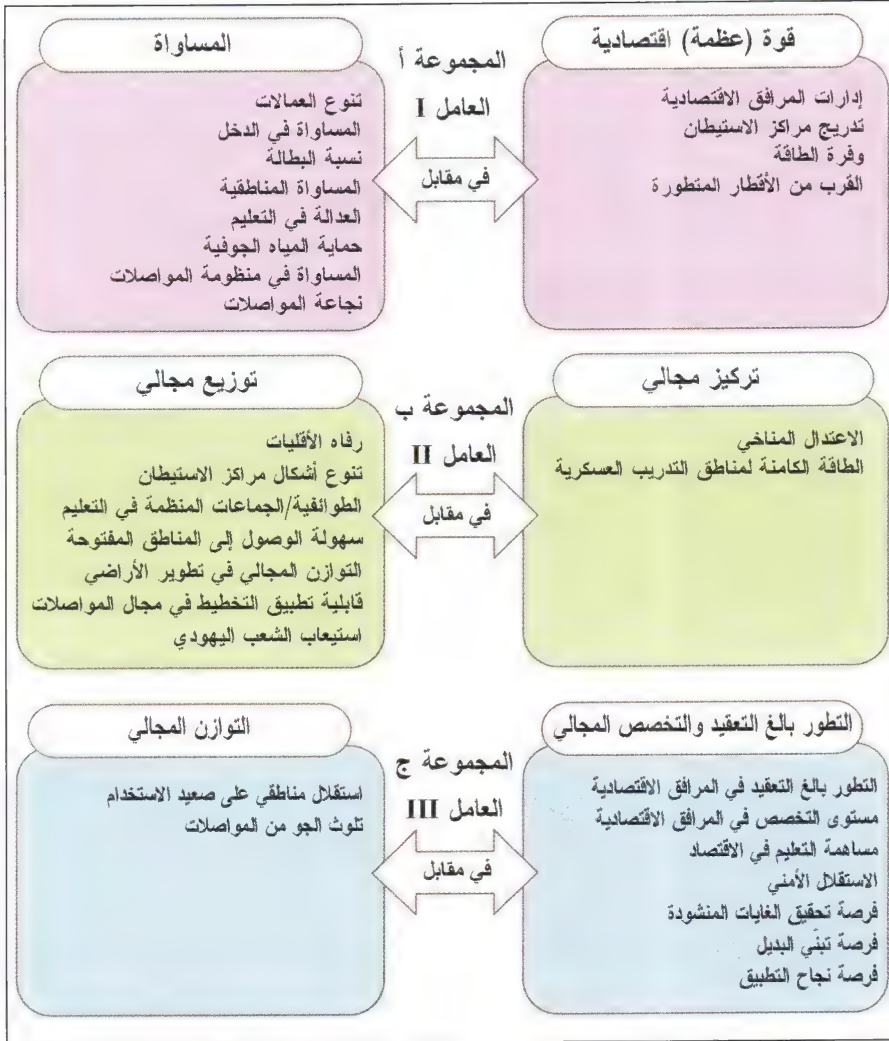 قوة (عظمة) اقتصادية
إدارات المرافق الاقتصادية
تدريج مراكز الاستيطان
وفرة الطاقة
القرب من الأقطار المتطورة
المجموعة أ
العامل I
في مقابل
المساواة
تنوع العمالات
المساواة في الدخل
نسبة البطالة
المساواة المناطقية
العدالة في التعليم
حماية المياه الجوفية
المساواة في منظومة المواصلات
نجاعة المواصلات
تركيز مجالي
الاعتدال المناخي
الطاقة الكامنة لمناطق التدريب العسكرية
المجموعة ب
العامل II
في مقابل
توزيع مجالي
رفاه الأقليات
تنوع أشكال مراكز الاستيطان
الطوائفية/الجماعات المنظمة في التعليم
سهولة الوصول إلى المناطق المفتوحة
التوازن المجالي في تطوير الأراضي
قابلية تطبيق التخطيط في مجال المواصلات
استيعاب الشعب اليهودي
التطور بالغ التعقيد والتخصص المجالي
التطور بالغ التعقيد في المرافق الاقتصادية
مستوى التخصص في المرافق الاقتصادية
مساهمة التعليم في الاقتصاد
الاستقلال الأمني
فرصة تحقيق الغايات المنشودة
فرصة تبنّي البديل
فرصة نجاح التطبيق
المجموعة ج
العامل III
في مقابل
التوازن المجالي
استقلال مناطقي على صعيد الاستخدام
تلوث الجو من المواصلات